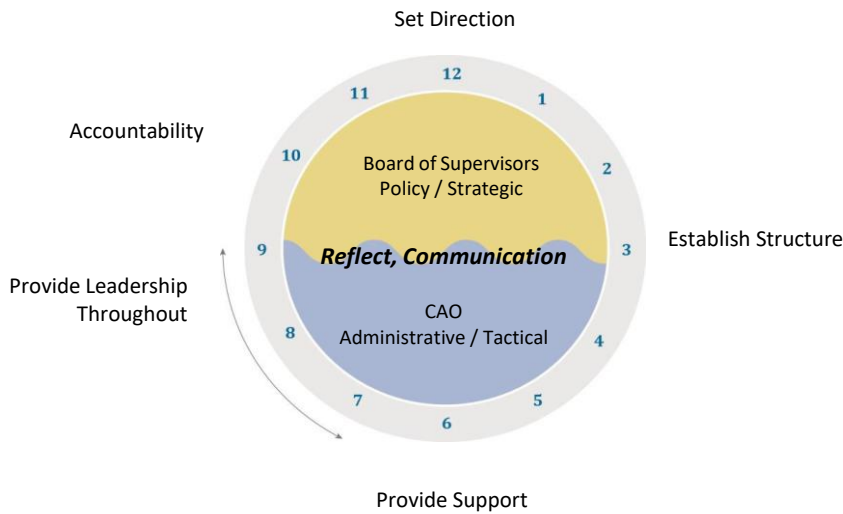 Set Direction
12
11
1
Accountability
10
2
Board of Supervisors
Policy / Strategic
Establish Structure
9
3
Reflect, Communication
Provide Leadership
Throughout
CAO
Administrative / Tactical
8
4
7
5
6
Provide Support